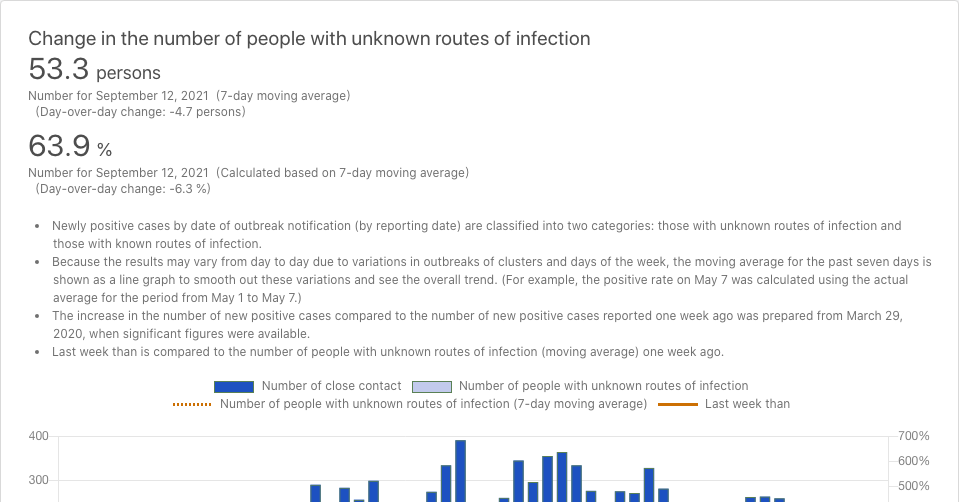 Change in the number of people with unknown routes of infection
53.3 persons
Number for September 12, 2021 (7-day moving average)
(Day-over-day change: -4.7 persons)
63.9 %
Number for September 12, 2021 (Calculated based on 7-day moving average)
(Day-over-day change: -6.3 %)
• Newly positive cases by date of outbreak notification (by reporting date) are classified into two categories: those with unknown routes of infection and
those with known routes of infection.
• Because the results may vary from day to day due to variations in outbreaks of clusters and days of the week, the moving average for the past seven days is
shown as a line graph to smooth out these variations and see the overall trend. (For example, the positive rate on May 7 was calculated using the actual
average for the period from May 1 to May 7.)
• The increase in the number of new positive cases compared to the number of new positive cases reported one week ago was prepared from March 29,
2020, when significant figures were available.
• Last week than is compared to the number of people with unknown routes of infection (moving average) one week ago.
Number of close contact Number of people with unknown routes of infection
Number of people with unknown routes of infection (7-day moving average) Last week than
400 700%
600%
300 500%